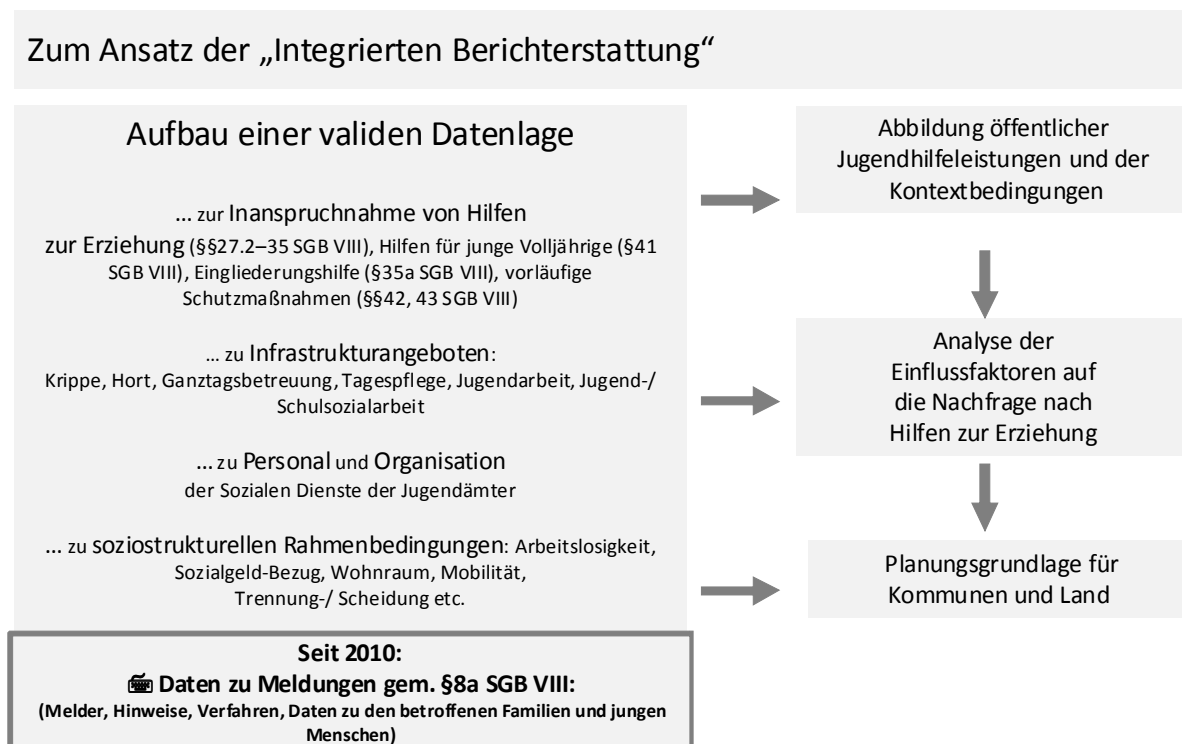 Zum Ansatz der „Integrierten Berichterstattung“
Aufbau einer validen Datenlage
... zur Inanspruchnahme von Hilfen
zur Erziehung (§§27.2–35 SGB VIII), Hilfen für junge Volljährige (§41
SGB VIII), Eingliederungshilfe (§35a SGB VIII), vorläufige
Schutzmaßnahmen (§§42, 43 SGB VIII)
... zu Infrastrukturangeboten:
Krippe, Hort, Ganztagsbetreuung, Tagespflege, Jugendarbeit, Jugend-/
Schulsozialarbeit
... zu Personal und Organisation
der Sozialen Dienste der Jugendämter
... zu soziostrukturellen Rahmenbedingungen: Arbeitslosigkeit,
Sozialgeld-Bezug, Wohnraum, Mobilität,
Trennung-/ Scheidung etc.
Seit 2010:
Daten zu Meldungen gem. §8a SGB VIII:
(Melder, Hinweise, Verfahren, Daten zu den betroffenen Familien und jungen
Menschen)
Abbildung öffentlicher
Jugendhilfeleistungen und der
Kontextbedingungen
Analyse der
Einflussfaktoren auf
die Nachfrage nach
Hilfen zur Erziehung
Planungsgrundlage für
Kommunen und Land